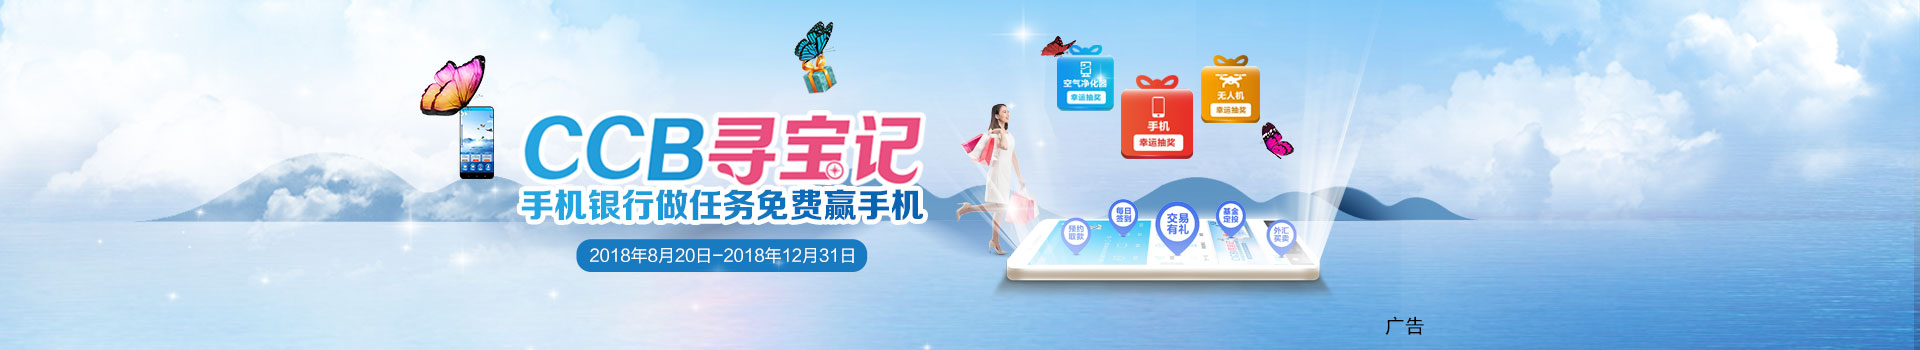 CCB寻宝记
手机银行做任务免费赢手机
2018年8月20日-2018年12月31日
空气净化器
幸运抽奖
手机
幸运抽奖
无人机
幸运抽奖
预约
取款
每日
签到
交易
有礼
基金
定投
外汇
买卖
广告